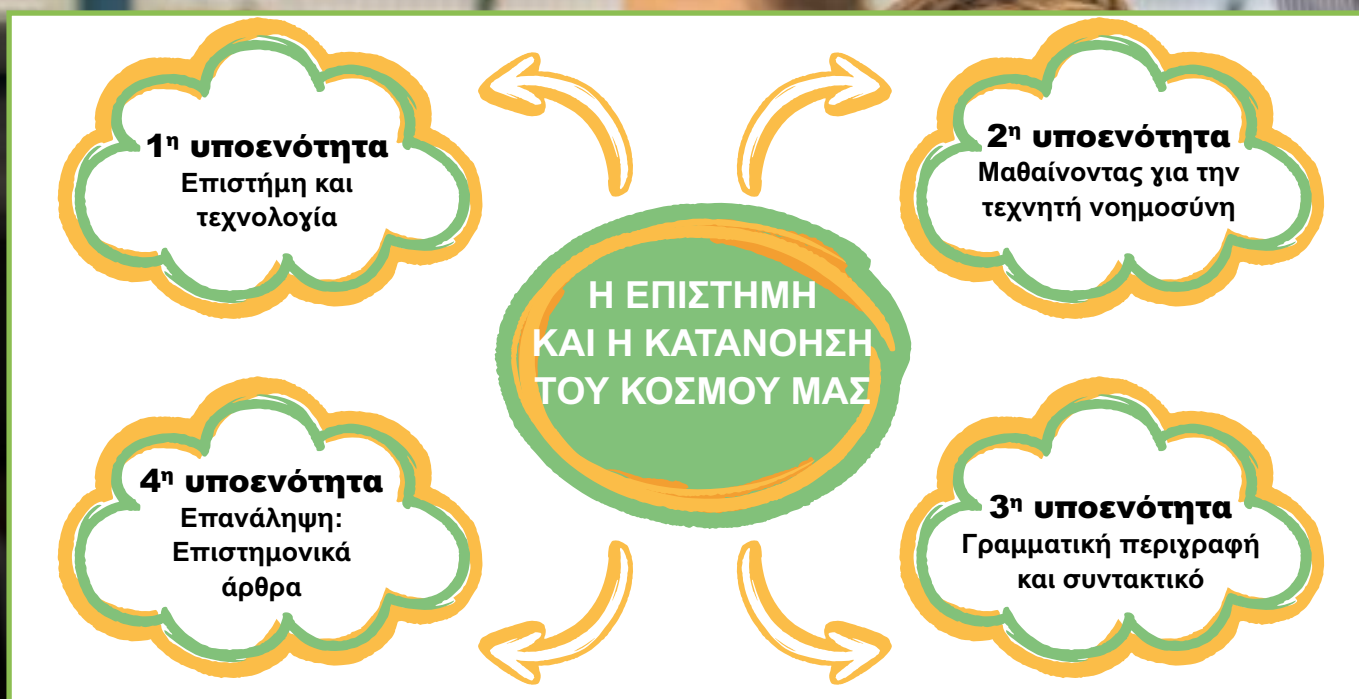 1η υποενότητα
Επιστήμη και
τεχνολογία
2η υποενότητα
Μαθαίνοντας για την
τεχνητή νοημοσύνη
Η ΕΠΙΣΤΗΜΗ
ΚΑΙ Η ΚΑΤΑΝΟΗΣΗ
ΤΟΥ ΚΟΣΜΟΥ ΜΑΣ
4η υποενότητα
Επανάληψη:
Επιστημονικά
άρθρα
3η υποενότητα
Γραμματική περιγραφή
και συντακτικό